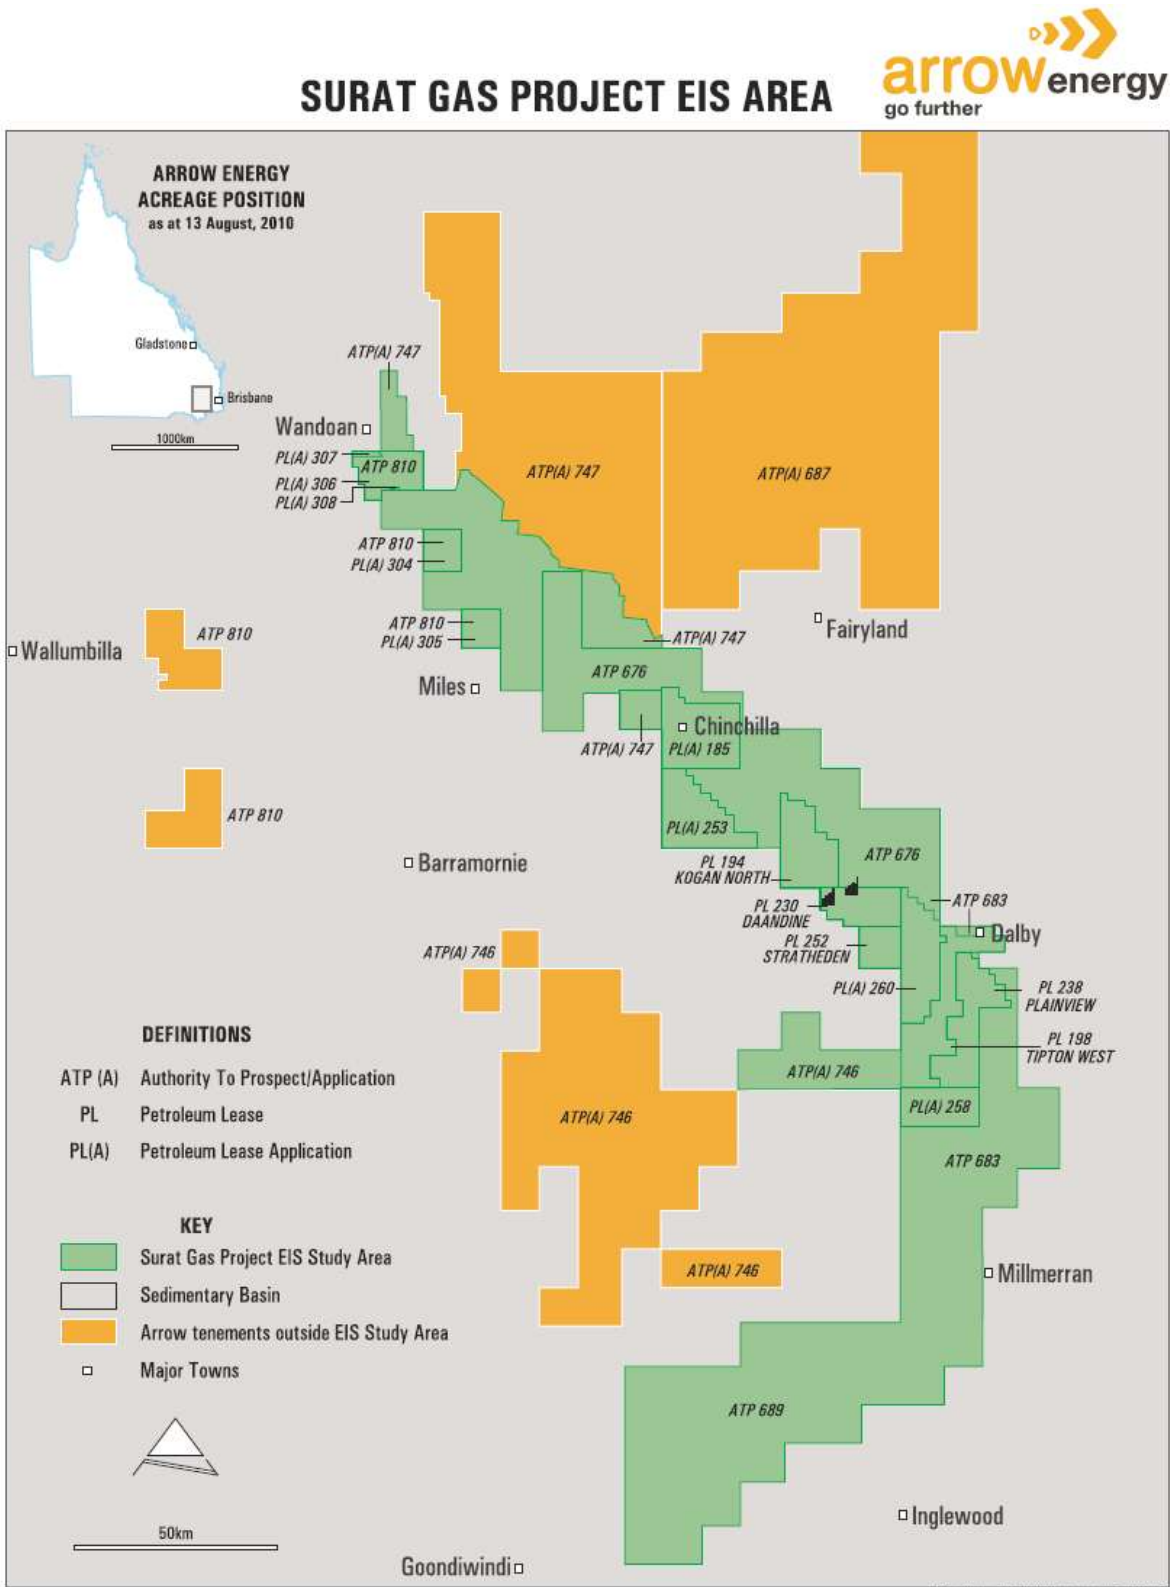 SURAT GAS PROJECT EIS AREA
arrow energy
go further
ARROW ENERGY
ACREAGE POSITION
as at 13 August, 2010
Gladstone
Brisbane
1000km
ATP(A) 747
Wandoan
PL(A) 307
ATP 810
PL(A) 306
PL(A) 308
ATP(A) 747
ATP(A) 687
ATP 810
PL(A) 304
ATP 810
PL(A) 305
ATP 810
Wallumbilla
Fairyland
ATP(A) 747
ATP 676
Miles
Chinchilla
ATP(A) 747
PL(A) 185
ATP 810
PL(A) 253
Barramornie
PL 194
KOGAN NORTH
ATP 676
PL 230
DAANDINE
ATP 683
Dalby
PL 252
STRATHEDEN
ATP(A) 746
PL(A) 260
PL 238
PLAINVIEW
PL 198
TIPTON WEST
ATP(A) 746
PL(A) 258
ATP(A) 746
ATP 683
DEFINITIONS
ATP (A) Authority To Prospect/Application
PL Petroleum Lease
PL(A) Petroleum Lease Application
KEY
Surat Gas Project EIS Study Area
Sedimentary Basin
Arrow tenements outside EIS Study Area
Major Towns
ATP(A) 746
Millmerran
ATP 689
Inglewood
50km
Goondiwindi